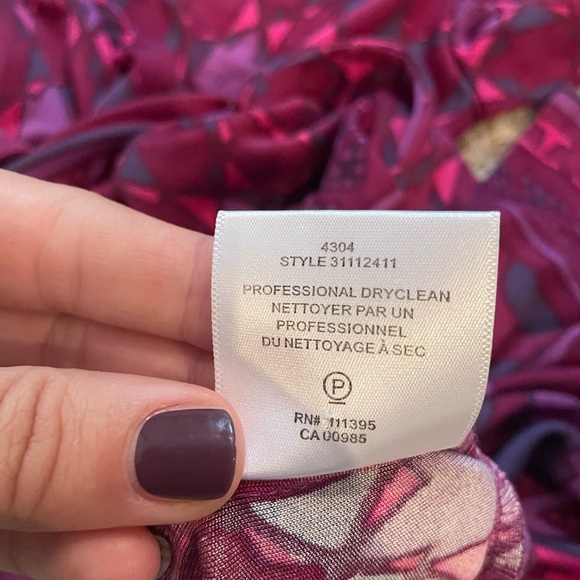 4304
STYLE 31112411
PROFESSIONAL DRYCLEAN
NETTOYER PAR UN
PROFESSIONNEL
DU NETTOYAGE À SEC
P
RN# 111395
CA 00985